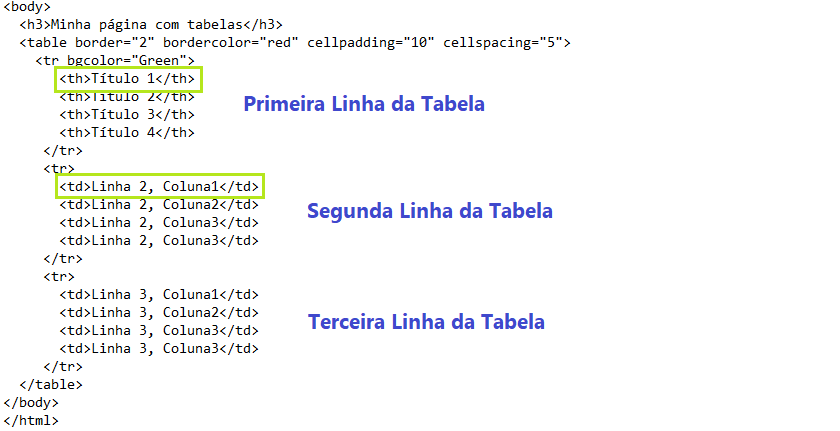 <body>
<h3>Minha página com tabelas</h3>
<table border="2" bordercolor="red" cellpadding="10" cellspacing="5">
<tr bgcolor="Green">
<th>Título 1</th>
<th>Título 2</th>
Primeira Linha da Tabela
<th>Título 3</th>
<th>Título 4</th>
</tr>
<tr>
<td>Linha 2, Coluna1</td>
<td>Linha 2, Coluna2</td>
Segunda Linha da Tabela
<td>Linha 2, Coluna3</td>
<td>Linha 2, Coluna3</td>
</tr>
<tr>
<td>Linha 3, Coluna1</td>
<td>Linha 3, Coluna2</td>
Terceira Linha da Tabela
<td>Linha 3, Coluna3</td>
<td>Linha 3, Coluna3</td>
</tr>
</table>
</body>
</html>